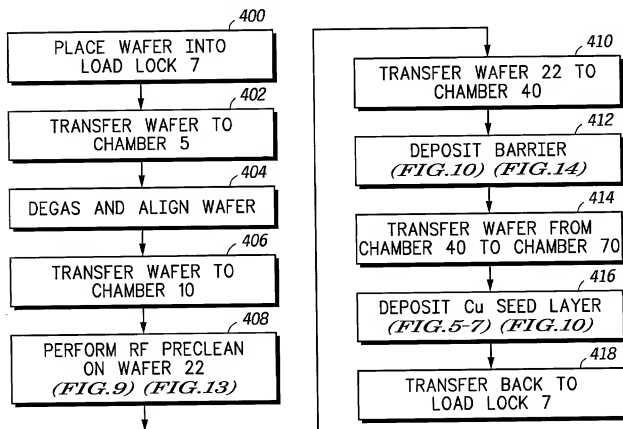 400
PLACE WAFER INTO
LOAD LOCK 7
402
TRANSFER WAFER TO
CHAMBER 5
404
DEGAS AND ALIGN WAFER
406
TRANSFER WAFER TO
CHAMBER 10
408
PERFORM RF PRECLEAN
ON WAFER 22
(FIG.9) (FIG.13)
410
TRANSFER WAFER 22 TO
CHAMBER 40
412
DEPOSIT BARRIER
(FIG.10) (FIG.14)
414
TRANSFER WAFER FROM
CHAMBER 40 TO CHAMBER 70
416
DEPOSIT Cu SEED LAYER
(FIG.5-7) (FIG.10)
418
TRANSFER BACK TO
LOAD LOCK 7